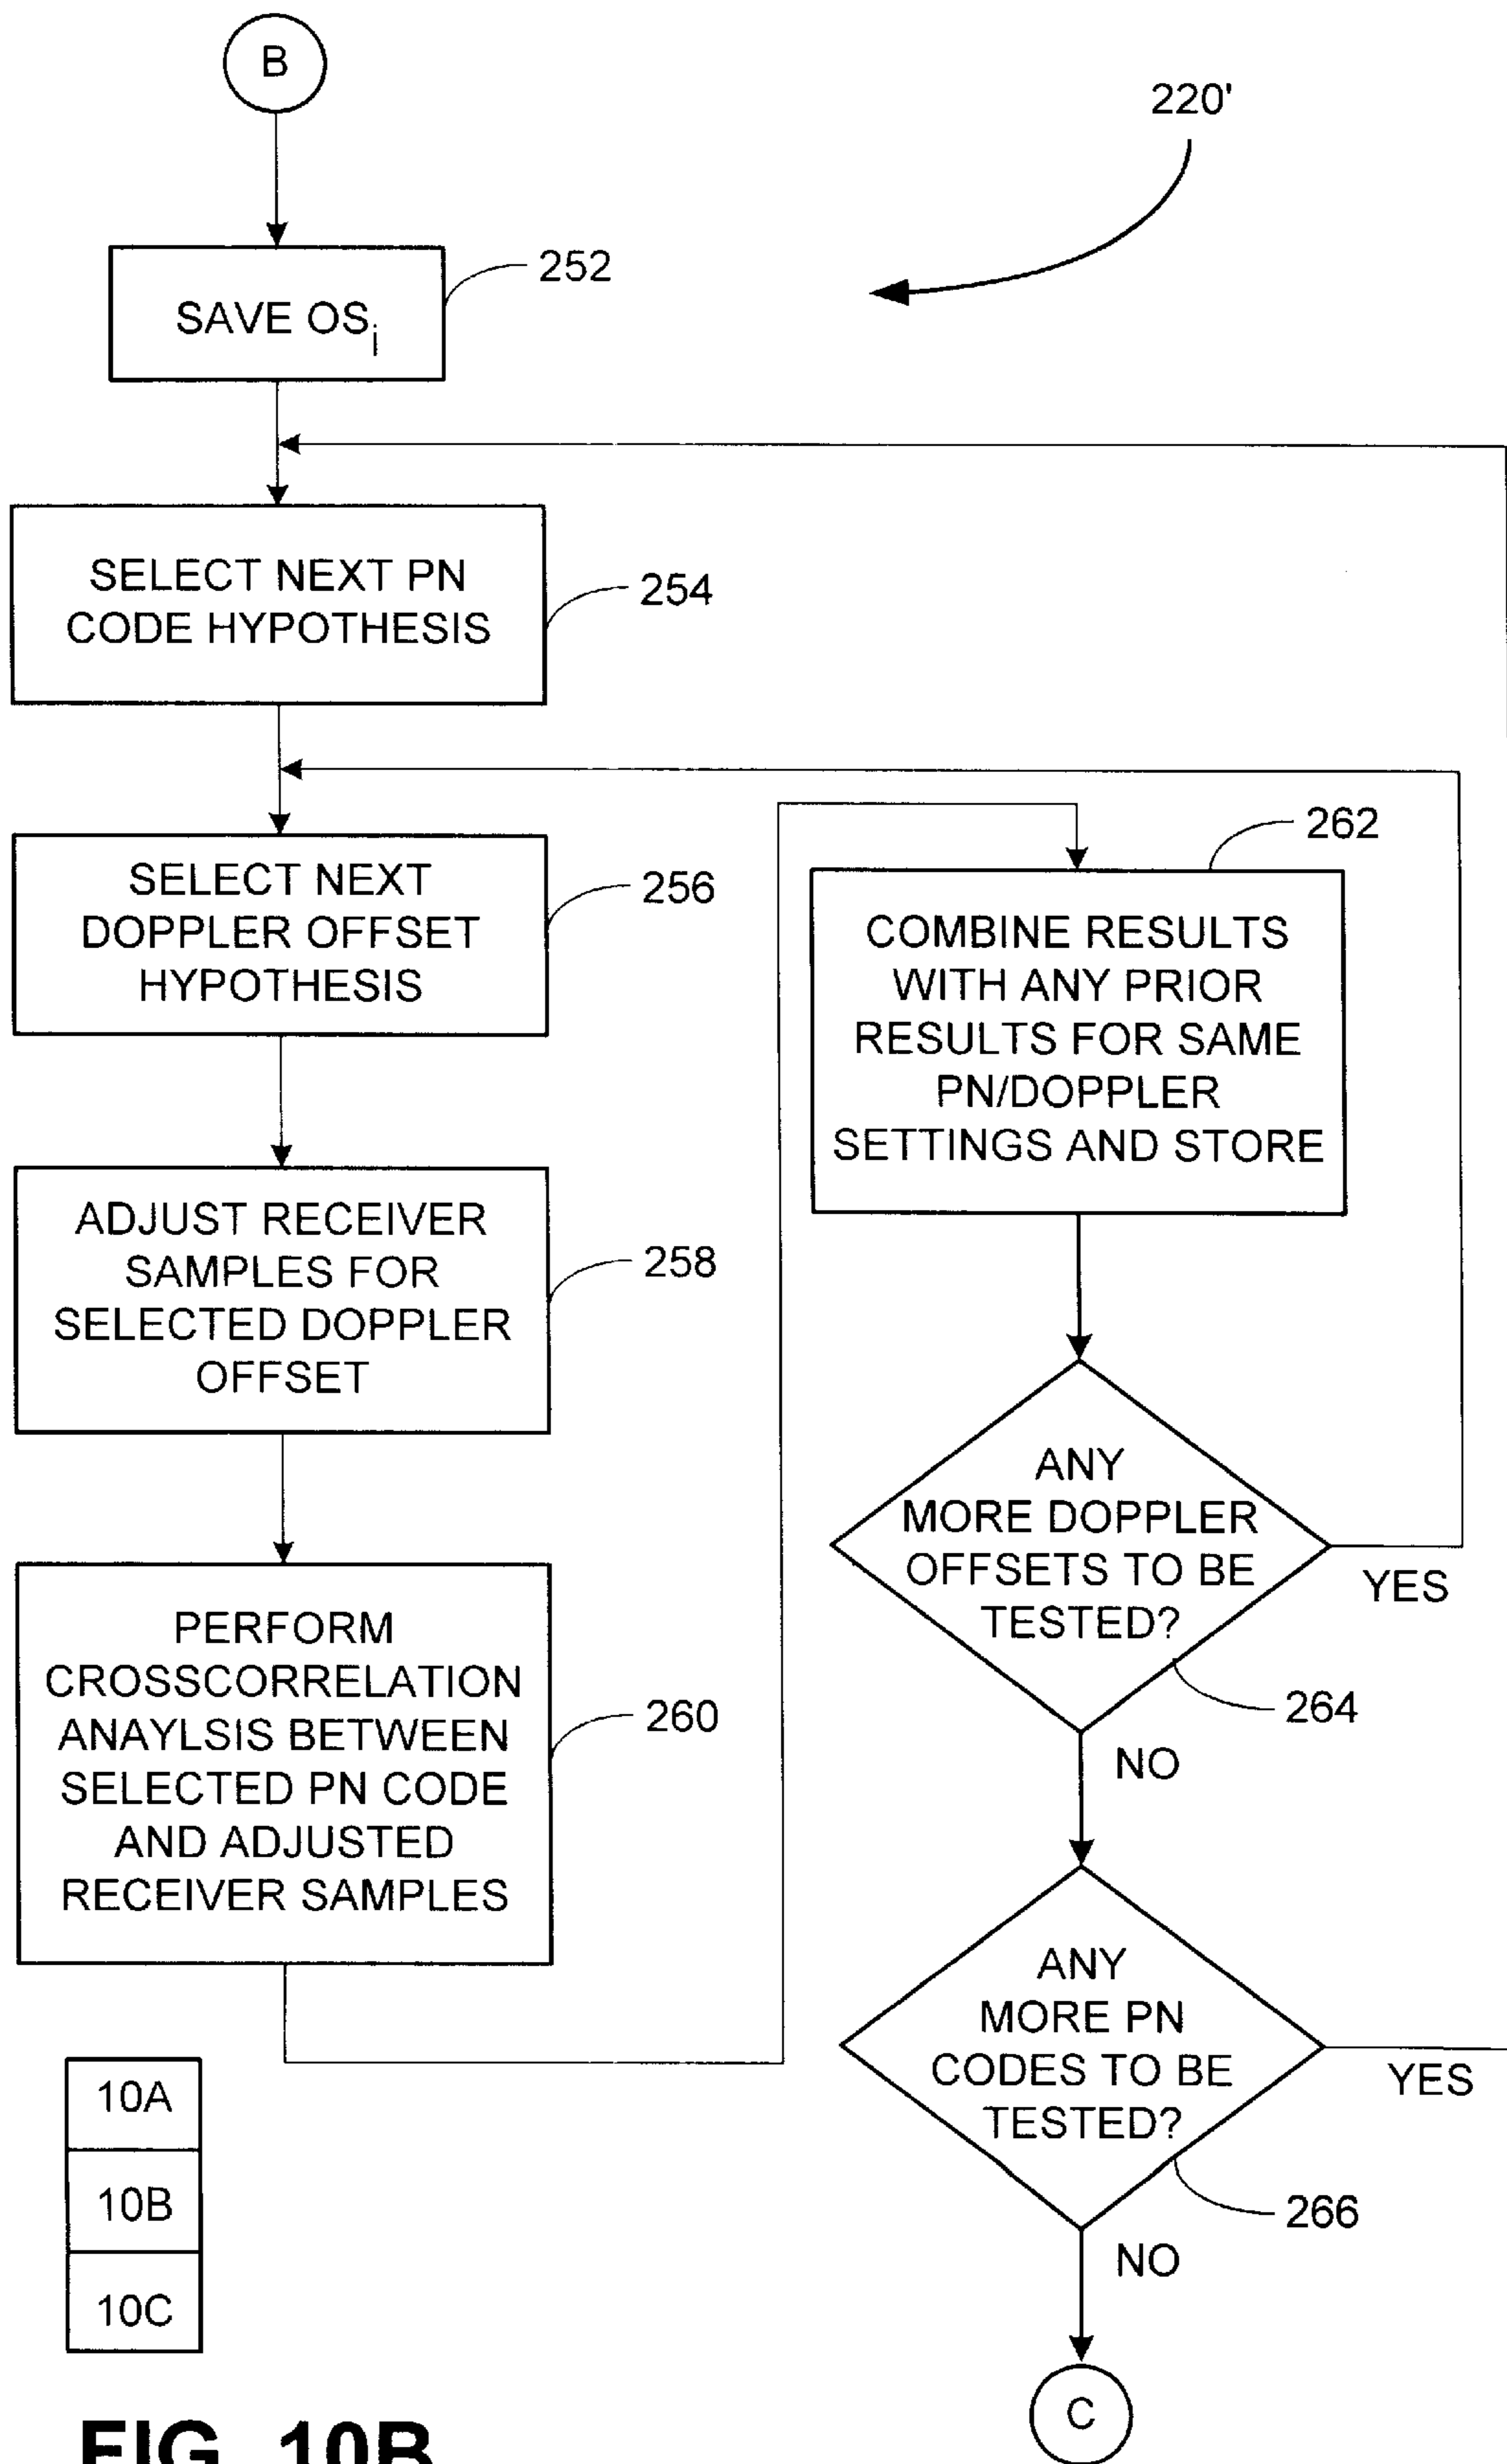 B
220'
252
SAVE OSi
SELECT NEXT PN
CODE HYPOTHESIS
254
SELECT NEXT
DOPPLER OFFSET
HYPOTHESIS
256
ADJUST RECEIVER
SAMPLES FOR
SELECTED DOPPLER
OFFSET
258
PERFORM
CROSSCORRELATION
ANAYLSIS BETWEEN
SELECTED PN CODE
AND ADJUSTED
RECEIVER SAMPLES
260
262
COMBINE RESULTS
WITH ANY PRIOR
RESULTS FOR SAME
PN/DOPPLER
SETTINGS AND STORE
ANY
MORE DOPPLER
OFFSETS TO BE
TESTED?
YES
264
NO
ANY
MORE PN
CODES TO BE
TESTED?
YES
266
NO
C
10A
10B
10C
FIG. 10B